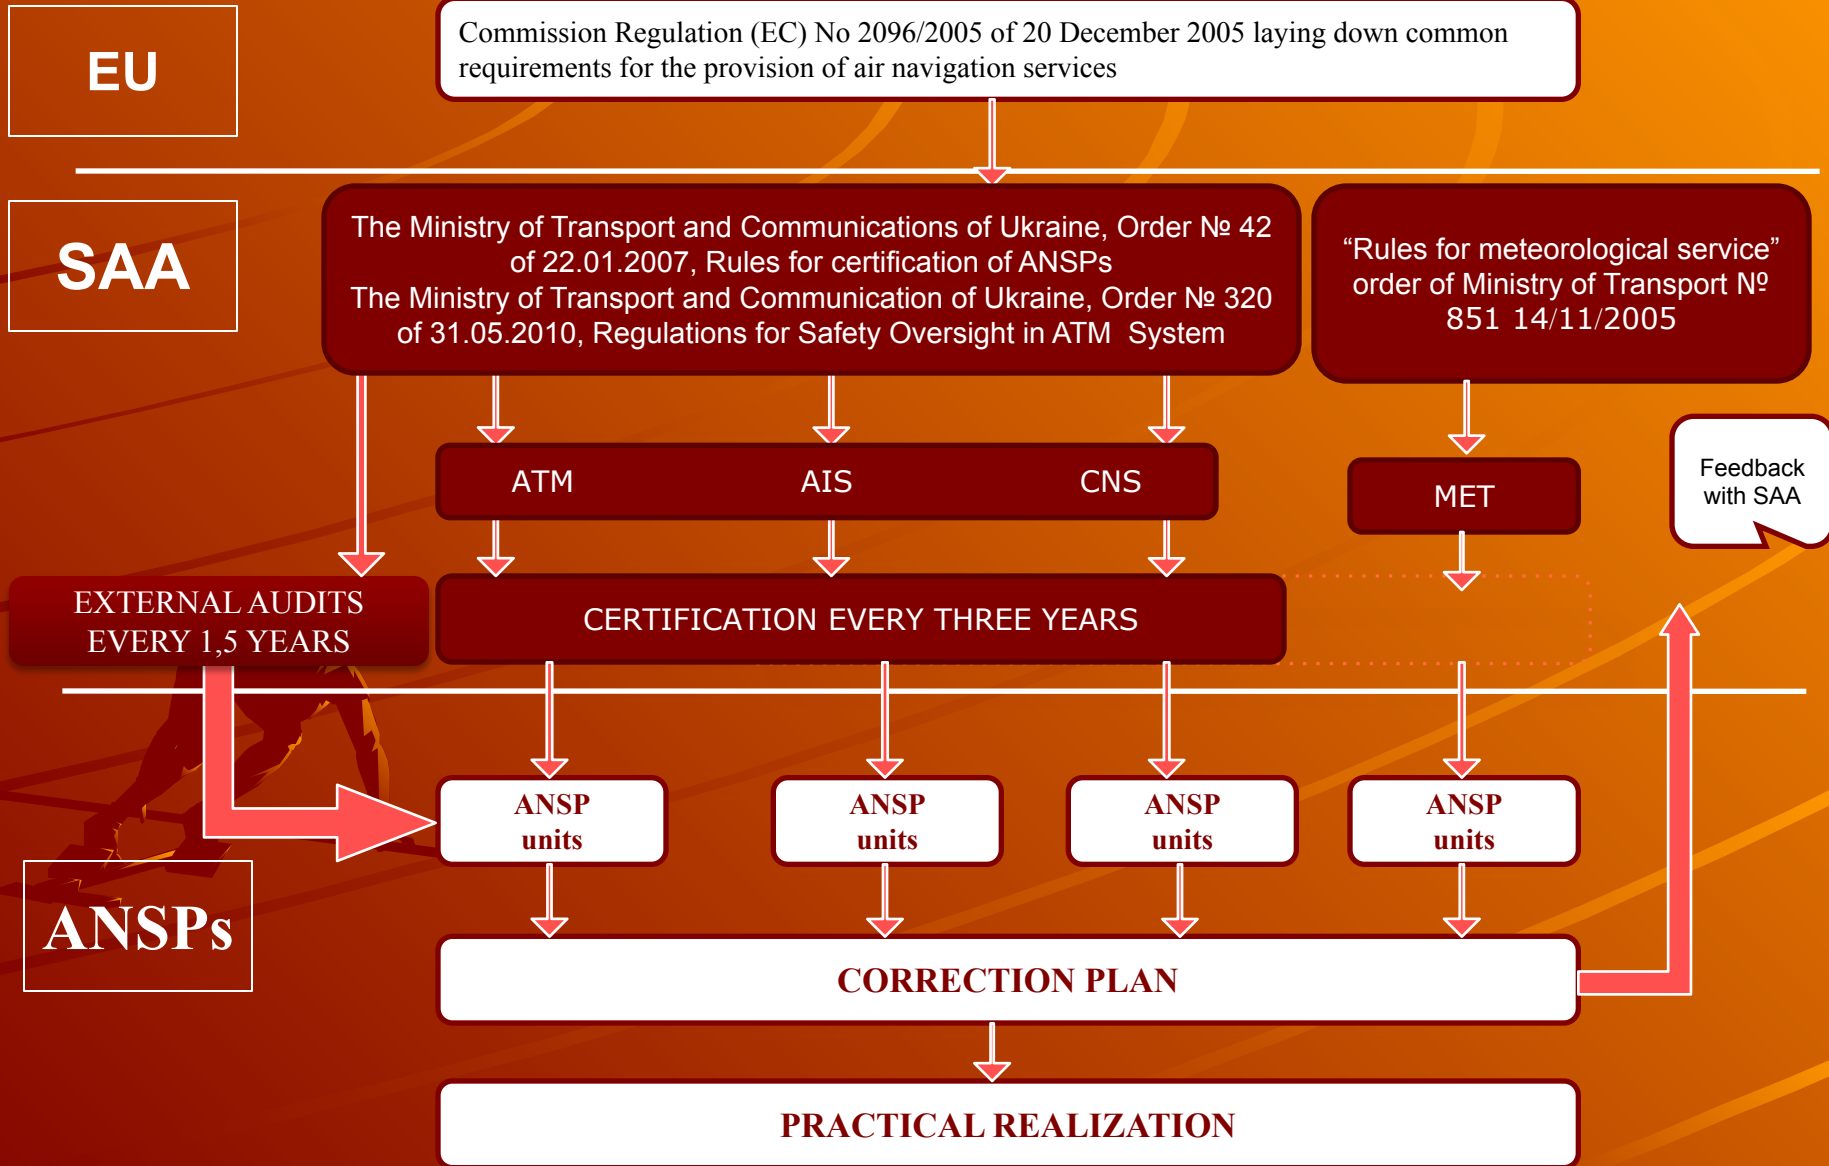 EU
Commission Regulation (EC) No 2096/2005 of 20 December 2005 laying down common
requirements for the provision of air navigation services
SAA
The Ministry of Transport and Communications of Ukraine, Order № 42
of 22.01.2007, Rules for certification of ANSPs
The Ministry of Transport and Communication of Ukraine, Order № 320
of 31.05.2010, Regulations for Safety Oversight in ATM System
“Rules for meteorological service”
order of Ministry of Transport Nº
851 14/11/2005
ATM
AIS
CNS
MET
Feedback
with SAA
EXTERNAL AUDITS
EVERY 1,5 YEARS
CERTIFICATION EVERY THREE YEARS
ANSP
units
ANSP
units
ANSP
units
ANSP
units
ANSPs
CORRECTION PLAN
PRACTICAL REALIZATION